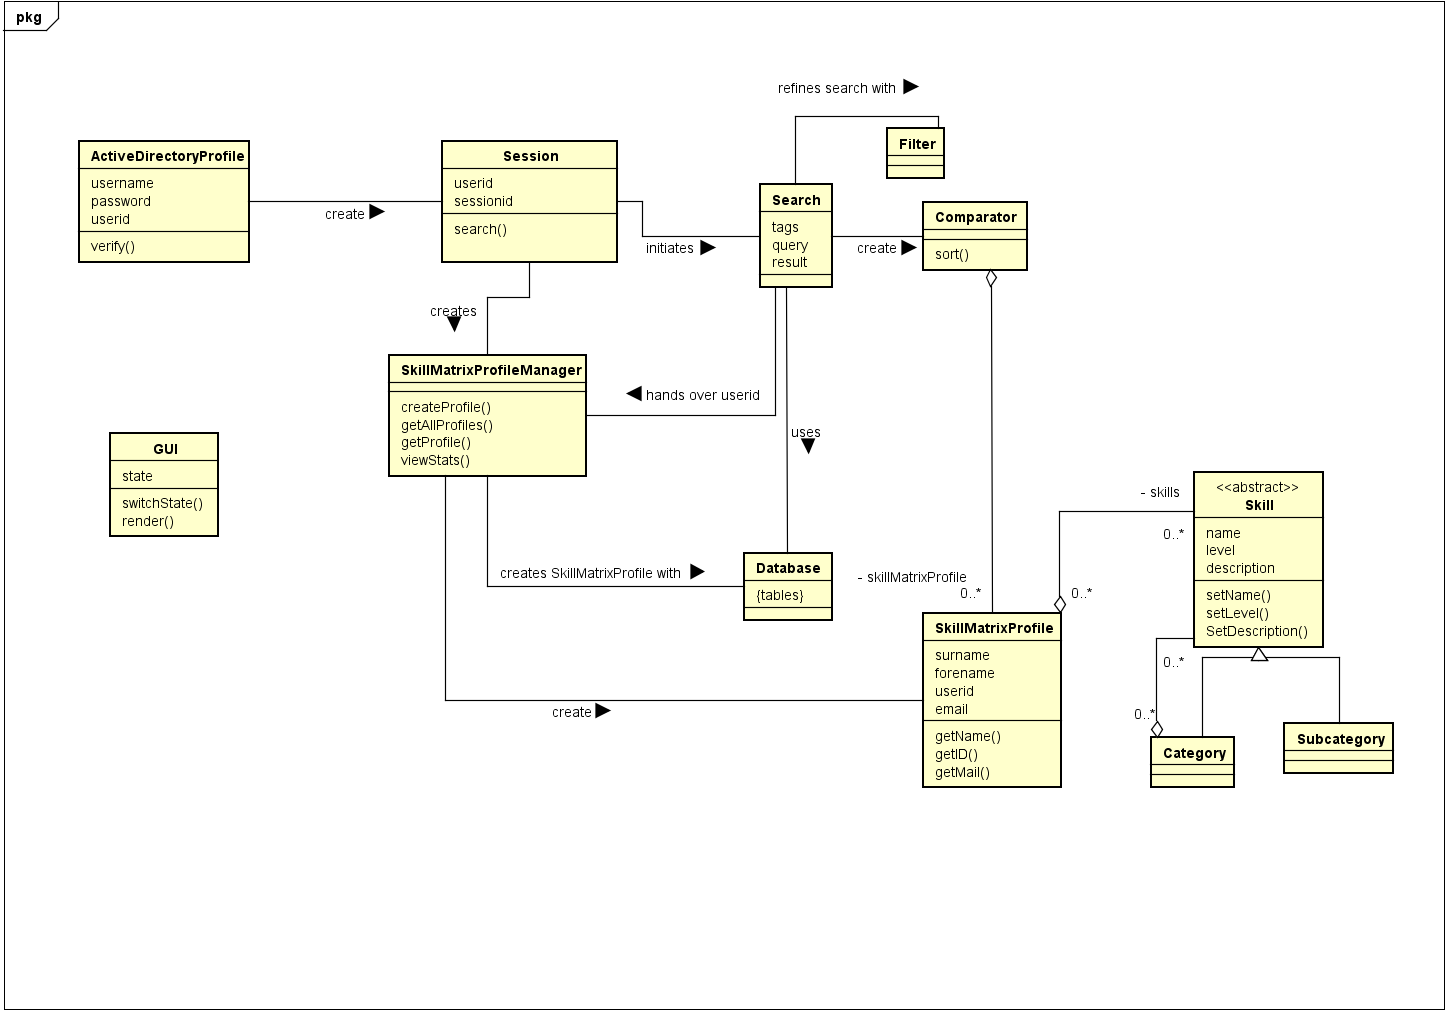 pkg
refines search with
Filter
ActiveDirectoryProfile
username
password
userid
verify()
create
Session
userid
sessionid
search()
initiates
Search
tags
query
result
create
Comparator
sort()
creates
SkillMatrixProfileManager
createProfile()
getAllProfiles()
getProfile()
viewStats()
hands over userid
uses
GUI
state
switchState()
render()
creates SkillMatrixProfile with
Database
{tables}
- skillMatrixProfile
0..*
- skills
0..*
0..*
<<abstract>>
Skill
name
level
description
setName()
setLevel()
SetDescription()
SkillMatrixProfile
surname
forename
userid
email
getName()
getID()
getMail()
create
0..*
0..*
Category
Subcategory